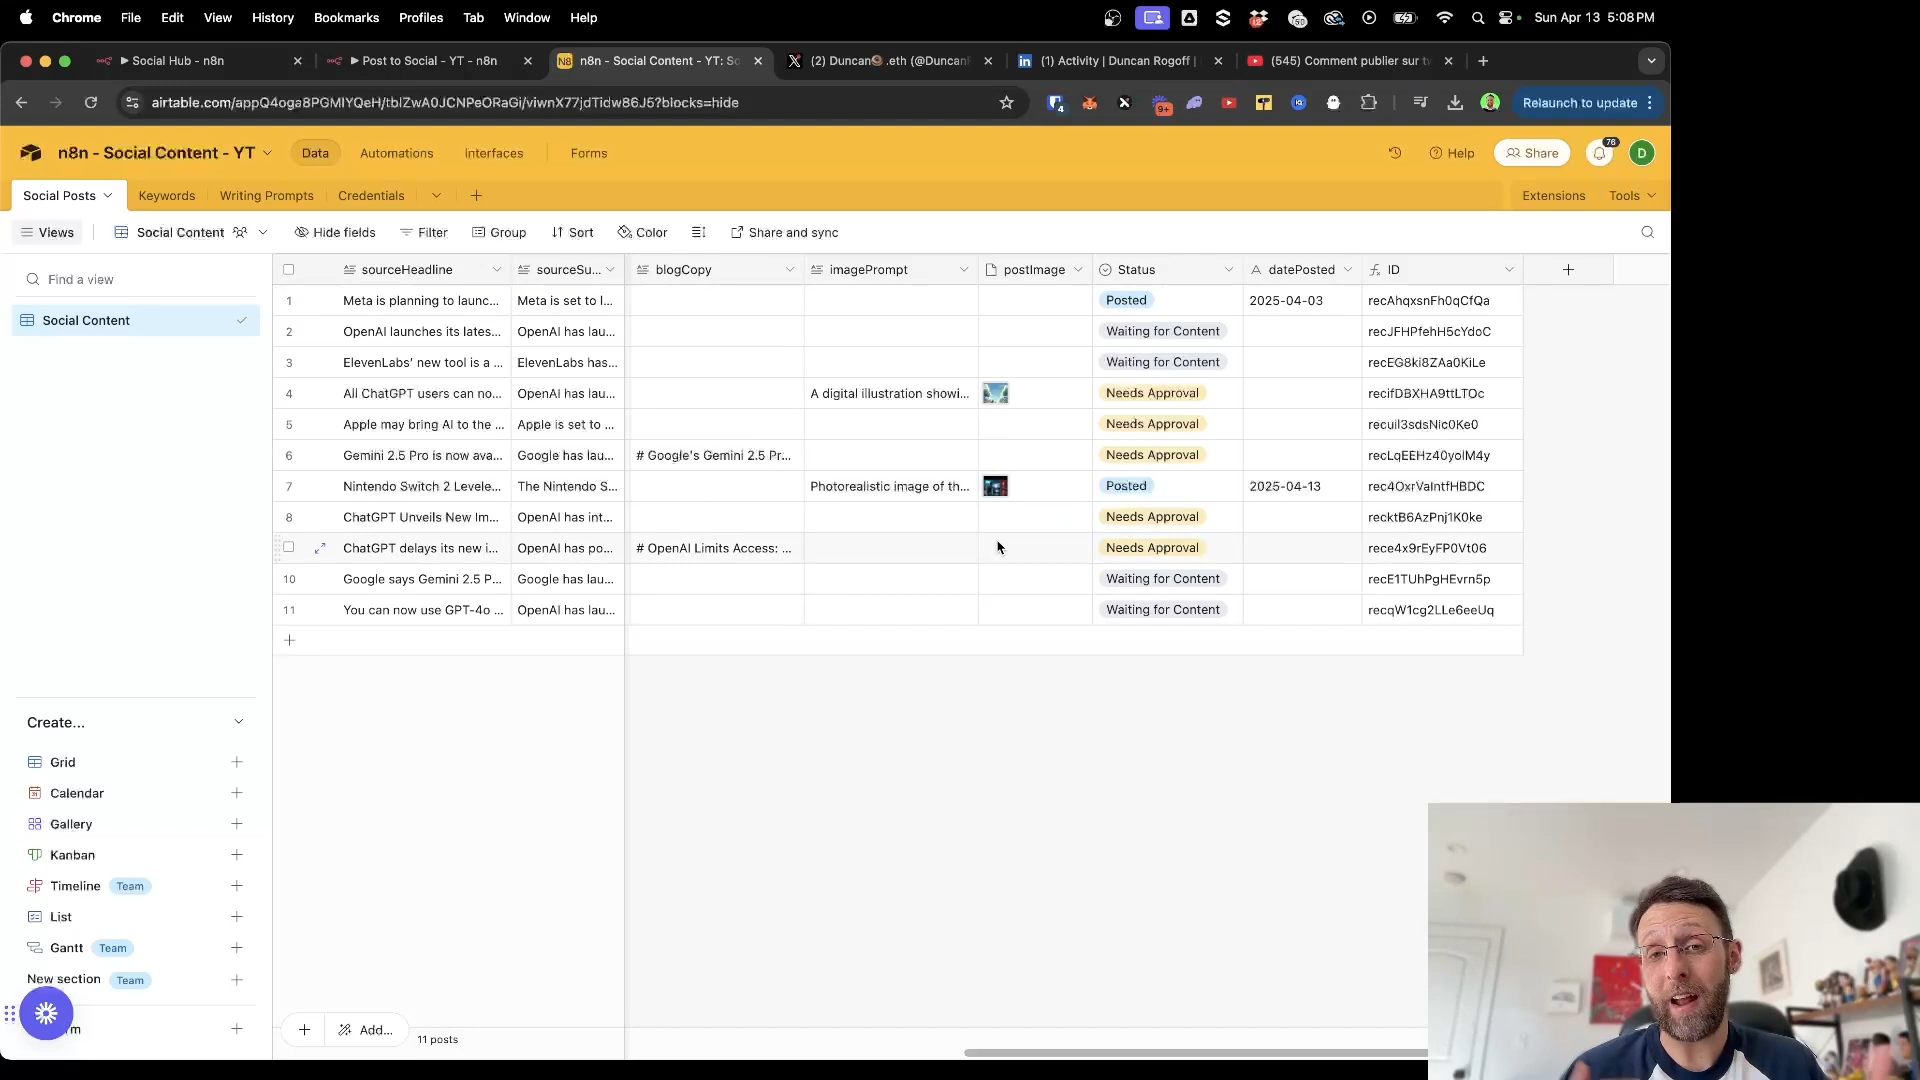 Chrome File Edit View History Bookmarks Profiles Tab Window Help Sun Apr 13 5:08 PM
Social Hub - n8n
Post to Social - YT - n8n
n8n - Social Content - YT: Sc
(2) Duncan .eth (@Duncan
(1) Activity | Duncan Rogoff |
(545) Comment publier sur tw
airtable.com/appQ4oga8PGMIYQeH/tblZwA0JCNPeORaGi/viwnX77jdTidw86J5?blocks=hide
Relaunch to update
n8n - Social Content - YT
Data Automations Interfaces Forms
Help Share 76 D
Social Posts Keywords Writing Prompts Credentials
Extensions Tools
Views Social Content Hide fields Filter Group Sort Color Share and sync
Find a view
Social Content
sourceHeadline sourceSu... blogCopy imagePrompt postImage Status datePosted ID
1 Meta is planning to launc... Meta is set to l... Posted 2025-04-03 recAhqxsnFh0qCfQa
2 OpenAI launches its lates... OpenAI has lau... Waiting for Content recJFHPfehH5cYdoC
3 ElevenLabs' new tool is a ... ElevenLabs has... Waiting for Content recEG8ki8ZAa0KiLe
4 All ChatGPT users can no... OpenAI has lau... A digital illustration showi... Needs Approval recifDBXHA9ttLTOc
5 Apple may bring AI to the ... Apple is set to ... Needs Approval recuil3sdsNic0Ke0
6 Gemini 2.5 Pro is now ava... Google has lau... # Google's Gemini 2.5 Pr... Needs Approval recLqEEHz40yolM4y
7 Nintendo Switch 2 Levele... The Nintendo S... Photorealistic image of th... Posted 2025-04-13 rec4OxrVaIntfHBDC
8 ChatGPT Unveils New Im... OpenAI has int... Needs Approval recktB6AzPnj1K0ke
ChatGPT delays its new i... OpenAI has po... # OpenAI Limits Access: ... Needs Approval rece4x9rEyFP0Vt06
10 Google says Gemini 2.5 P... Google has lau... Waiting for Content recE1TUhPgHEvrn5p
11 You can now use GPT-4o ... OpenAI has lau... Waiting for Content recqW1cg2LLe6eeUq
Create...
Grid
Calendar
Gallery
Kanban
Timeline Team
List
Gantt Team
New section Team
Add...
11 posts